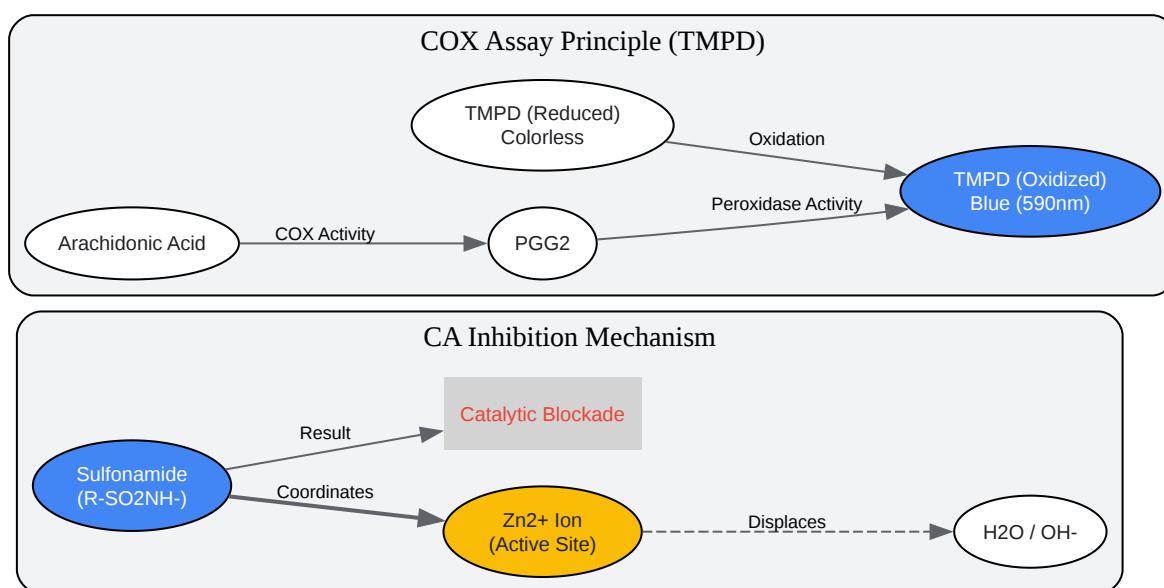 COX Assay Principle (TMPD)
TMPD (Reduced)
Colorless
Oxidation
TMPD (Oxidized)
Blue (590nm)
Peroxidase Activity
Arachidonic Acid
COX Activity
PGG2
CA Inhibition Mechanism
Catalytic Blockade
Result
Sulfonamide
(R-SO2NH-)
Coordinates
Zn2+ Ion
(Active Site)
Displaces
H2O / OH-